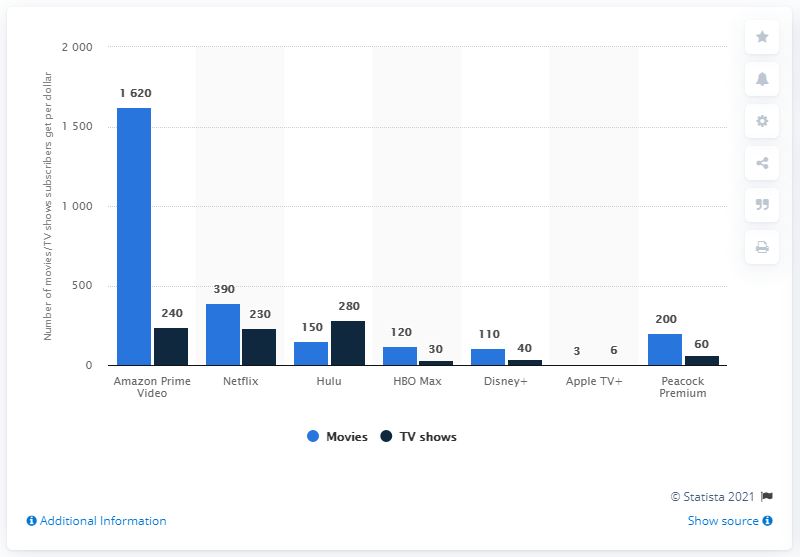 Number of movies/TV shows subscribers get per dollar
2 000
1 500
1 000
500
0
1 620
240
390
230
150
280
120
30
110
40
3
6
200
60
Amazon Prime
Video
Netflix
Hulu
HBO Max
Disney+
Apple TV+
Peacock
Premium
Movies
TV shows
© Statista 2021
Additional Information
Show source